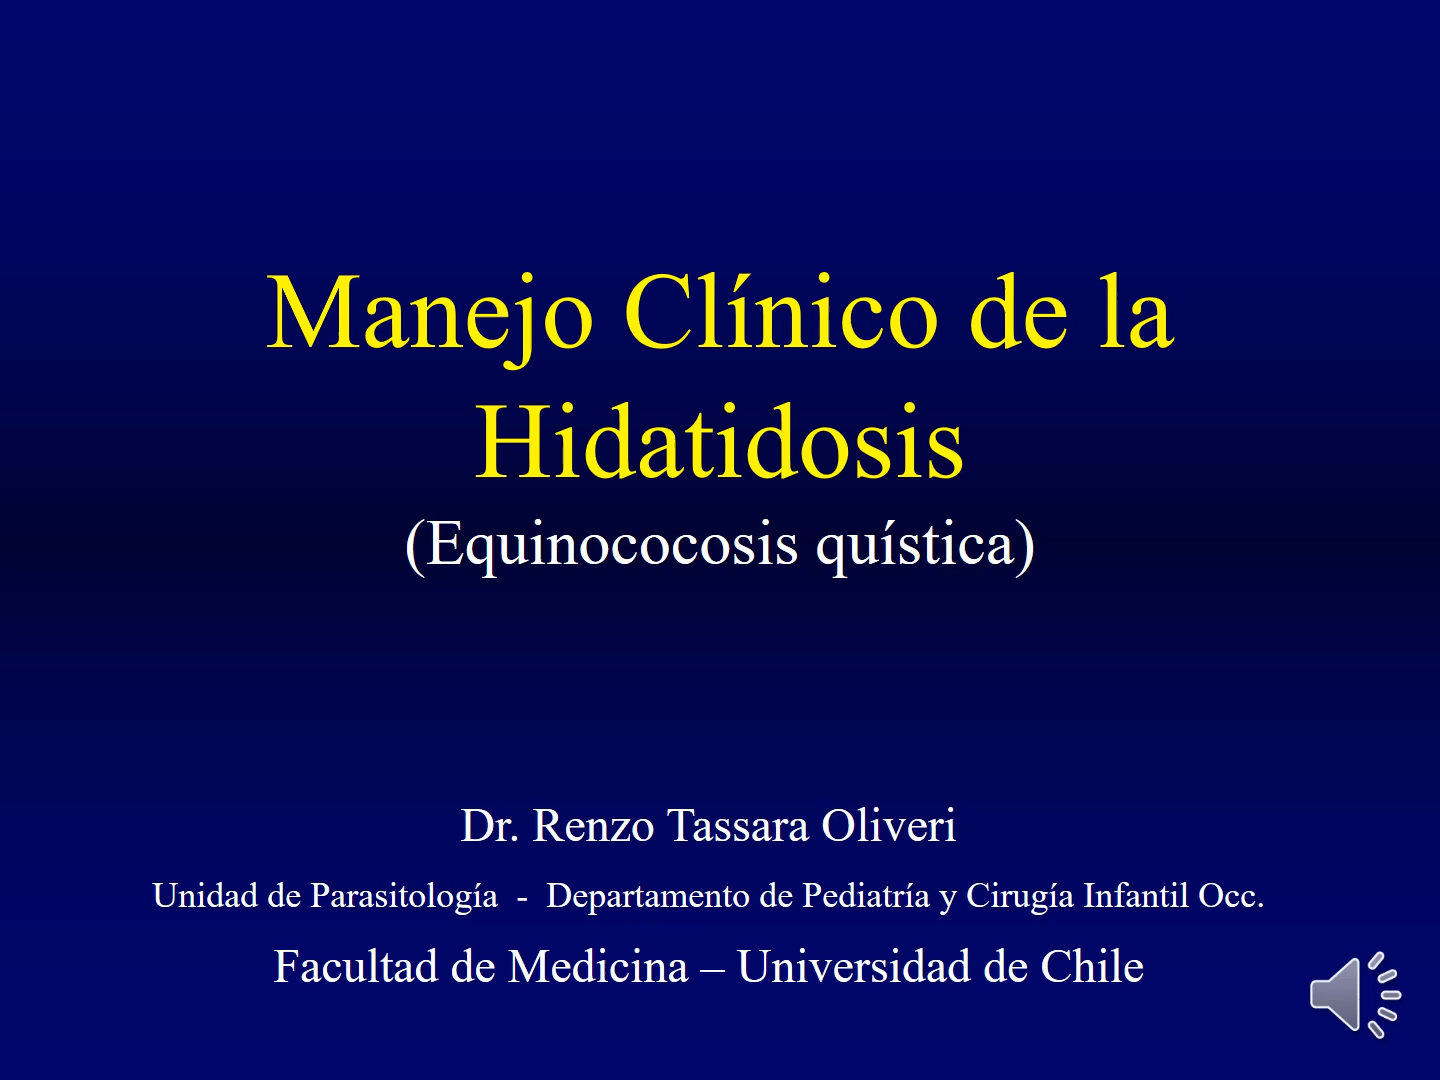 Manejo Clínico de la
Hidatidosis
(Equinococosis quística)
Dr. Renzo Tassara Oliveri
Unidad de Parasitología  -  Departamento de Pediatría y Cirugía Infantil Occ.
Facultad de Medicina – Universidad de Chile